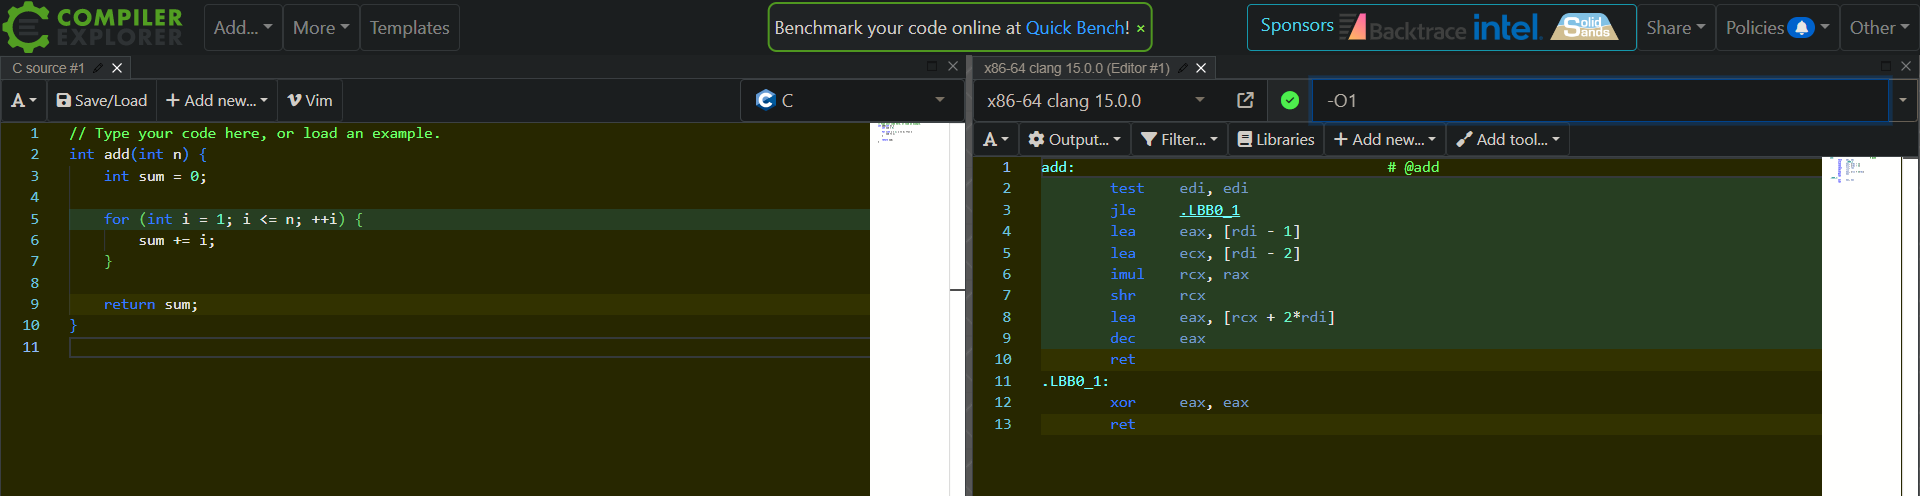 COMPILER
EXPLORER
Add... More Templates
Benchmark your code online at Quick Bench! ×
Sponsors Backtrace intel. Solid Sands
Share Policies Other
C source #1
A Save/Load + Add new... Vim
C
1 // Type your code here, or load an example.
2 int add(int n) {
3 int sum = 0;
4
5 for (int i = 1; i <= n; ++i) {
6 sum += i;
7 }
8
9 return sum;
10 }
11
x86-64 clang 15.0.0 (Editor #1)
x86-64 clang 15.0.0
-O1
A Output... Filter... Libraries + Add new... Add tool...
1 add: # @add
2 test edi, edi
3 jle .LBB0_1
4 lea eax, [rdi - 1]
5 lea ecx, [rdi - 2]
6 imul rcx, rax
7 shr rcx
8 lea eax, [rcx + 2*rdi]
9 dec eax
10 ret
11 .LBB0_1:
12 xor eax, eax
13 ret